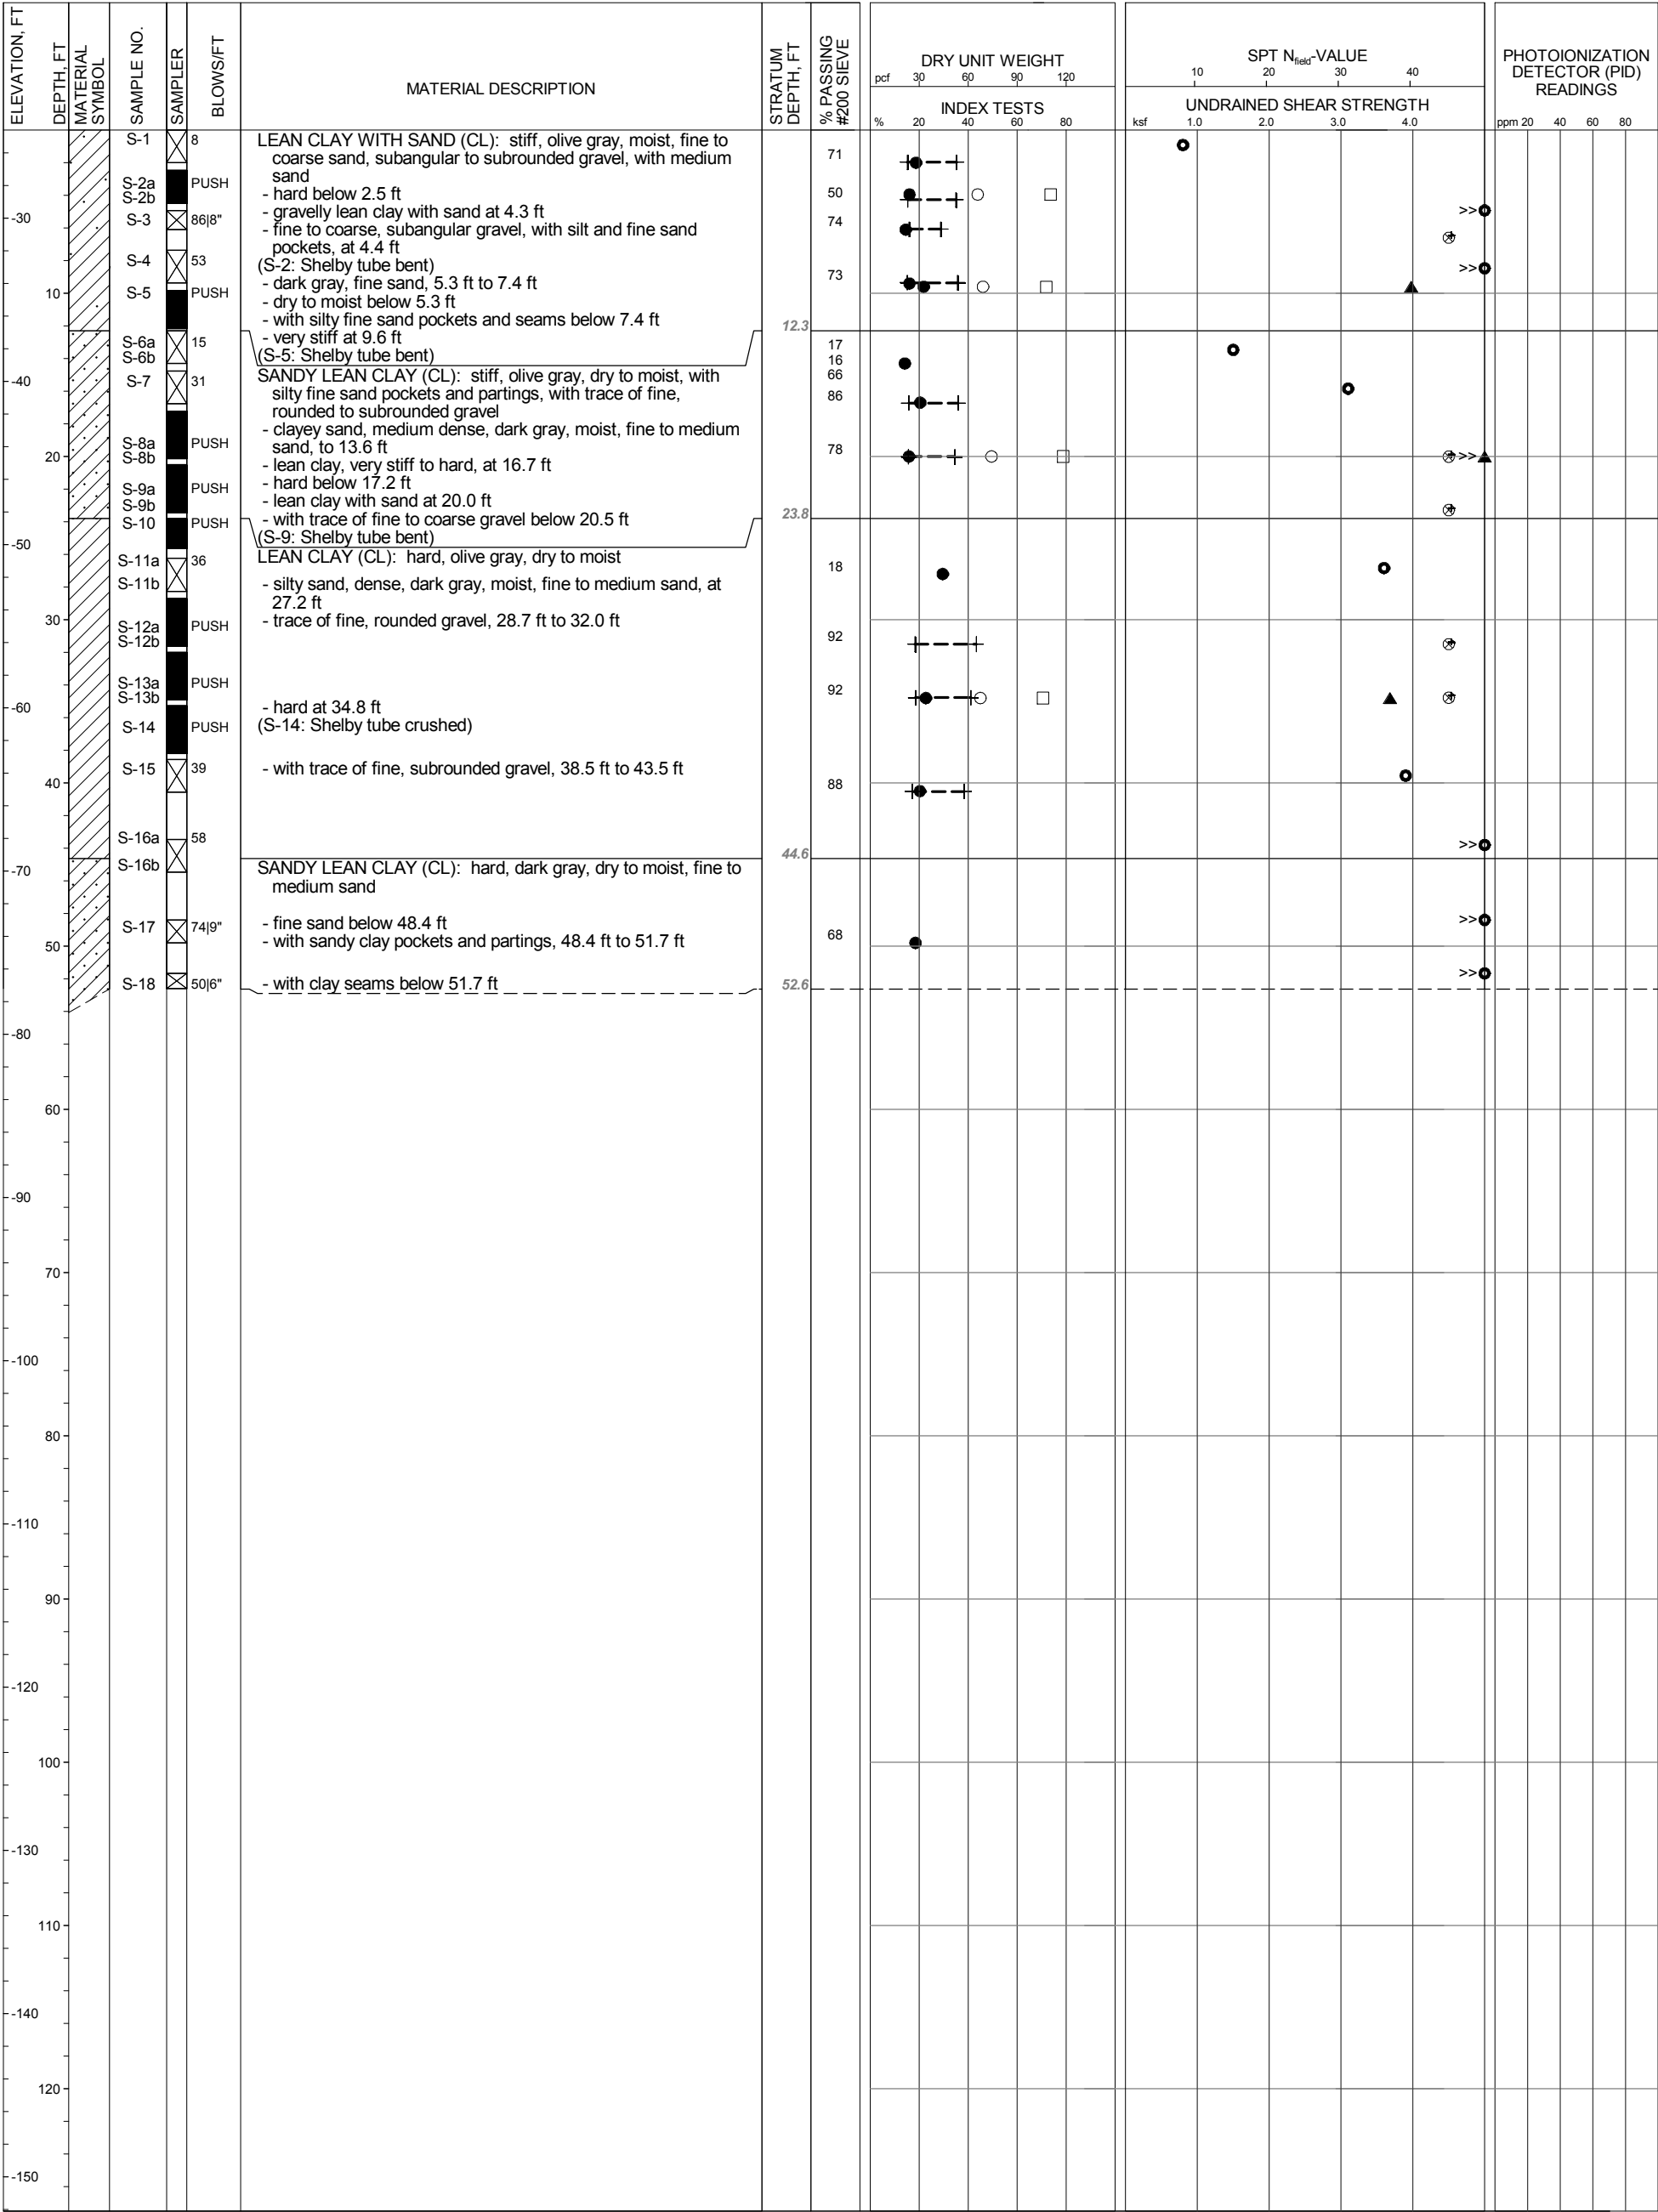 ELEVATION, FT
DEPTH, FT
MATERIAL
SYMBOL
SAMPLE NO.
SAMPLER
BLOWS/FT
MATERIAL DESCRIPTION
STRATUM
DEPTH, FT
% PASSING
#200 SIEVE
DRY UNIT WEIGHT
pcf 30 60 90 120
INDEX TESTS
% 20 40 60 80
SPT Nfield-VALUE
10 20 30 40
UNDRAINED SHEAR STRENGTH
ksf 1.0 2.0 3.0 4.0
PHOTOIONIZATION
DETECTOR (PID)
READINGS
ppm 20 40 60 80
S-1 8
S-2a PUSH
S-2b
S-3 86|8"
S-4 53
S-5 PUSH
S-6a 15
S-6b
S-7 31
S-8a PUSH
S-8b
S-9a PUSH
S-9b
S-10 PUSH
S-11a 36
S-11b
S-12a PUSH
S-12b
S-13a PUSH
S-13b
S-14 PUSH
S-15 39
S-16a 58
S-16b
S-17 74|9"
S-18 50|6"
LEAN CLAY WITH SAND (CL): stiff, olive gray, moist, fine to
coarse sand, subangular to subrounded gravel, with medium
sand
- hard below 2.5 ft
- gravelly lean clay with sand at 4.3 ft
- fine to coarse, subangular gravel, with silt and fine sand
pockets, at 4.4 ft
(S-2: Shelby tube bent)
- dark gray, fine sand, 5.3 ft to 7.4 ft
- dry to moist below 5.3 ft
- with silty fine sand pockets and seams below 7.4 ft
- very stiff at 9.6 ft
(S-5: Shelby tube bent)
SANDY LEAN CLAY (CL): stiff, olive gray, dry to moist, with
silty fine sand pockets and partings, with trace of fine,
rounded to subrounded gravel
- clayey sand, medium dense, dark gray, moist, fine to medium
sand, to 13.6 ft
- lean clay, very stiff to hard, at 16.7 ft
- hard below 17.2 ft
- lean clay with sand at 20.0 ft
- with trace of fine to coarse gravel below 20.5 ft
(S-9: Shelby tube bent)
LEAN CLAY (CL): hard, olive gray, dry to moist
- silty sand, dense, dark gray, moist, fine to medium sand, at
27.2 ft
- trace of fine, rounded gravel, 28.7 ft to 32.0 ft
- hard at 34.8 ft
(S-14: Shelby tube crushed)
- with trace of fine, subrounded gravel, 38.5 ft to 43.5 ft
SANDY LEAN CLAY (CL): hard, dark gray, dry to moist, fine to
medium sand
- fine sand below 48.4 ft
- with sandy clay pockets and partings, 48.4 ft to 51.7 ft
- with clay seams below 51.7 ft
12.3
23.8
44.6
52.6
71
50
74
73
17
16
66
86
78
18
92
92
88
68
>>
>>
>>
>>
>>
>>
-30
-40
-50
-60
-70
-80
-90
-100
-110
-120
-130
-140
-150
10
20
30
40
50
60
70
80
90
100
110
120